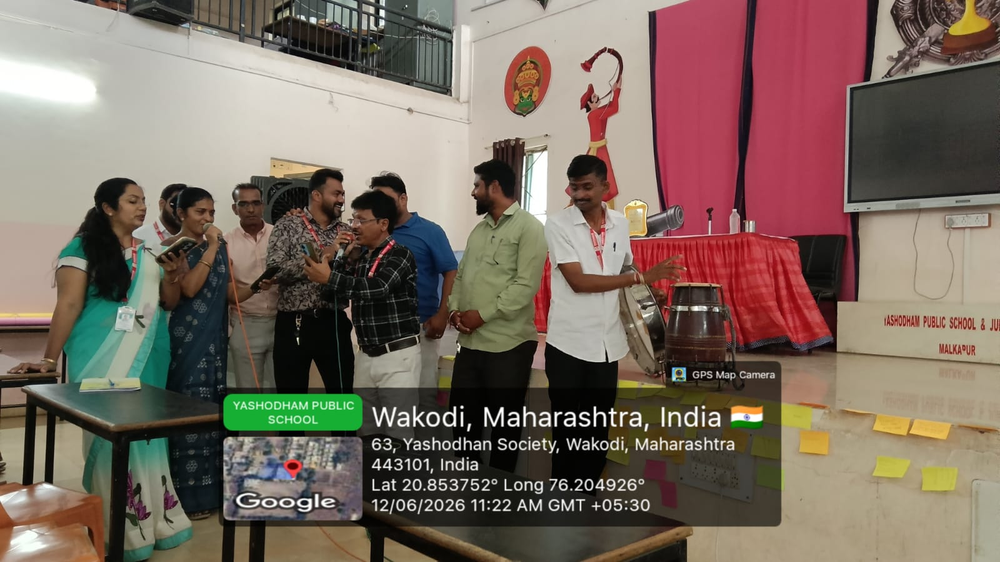 YASHODHAM PUBLIC SCHOOL & JU
MALKAPUR
GPS Map Camera
YASHODHAM PUBLIC
SCHOOL
Wakodi, Maharashtra, India
63, Yashodhan Society, Wakodi, Maharashtra
443101, India
Lat 20.853752° Long 76.204926°
12/06/2026 11:22 AM GMT +05:30
Google